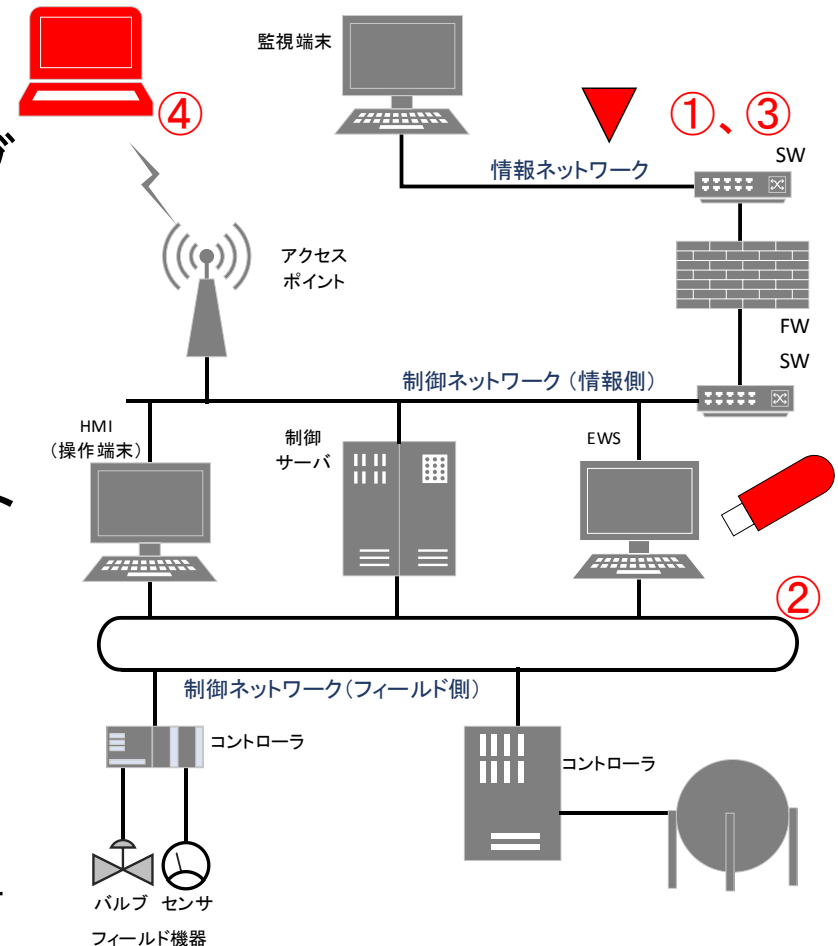 監視端末
④
①、③
SW
情報ネットワーク
アクセス
ポイント
FW
SW
制御ネットワーク（情報側）
HMI
（操作端末）
制御
サーバ
EWS
②
制御ネットワーク（フィールド側）
コントローラ
コントローラ
バルブ
センサ
フィールド機器